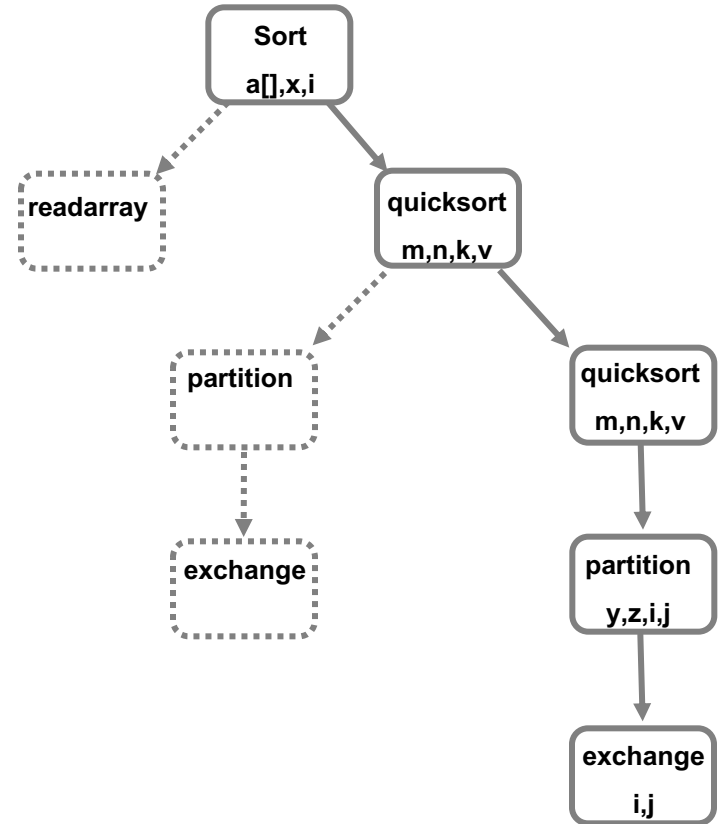 Sort
a[],x,i
readarray
quicksort
m,n,k,v
partition
quicksort
m,n,k,v
exchange
partition
y,z,i,j
exchange
i,j